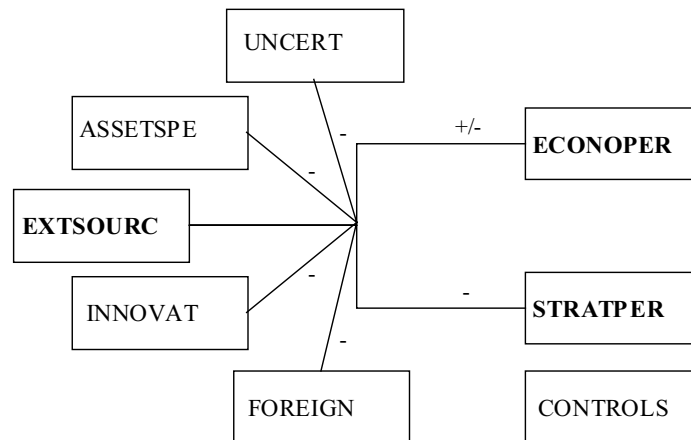 UNCERT
ASSETSPE
-
+/-
ECONOPER
-
EXTSOURC
-
-
INNOVAT
STRATPER
-
FOREIGN
CONTROLS